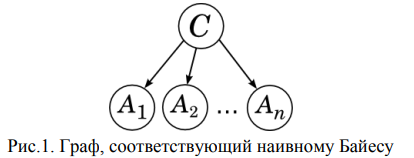 C
A1 A2 ... An
Рис.1. Граф, соответствующий наивному Байесу